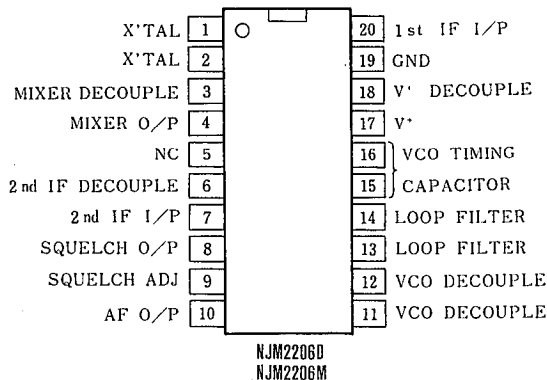 X'TAL 1
X'TAL 2
MIXER DECOUPLE 3
MIXER O/P 4
NC 5
2nd IF DECOUPLE 6
2nd IF I/P 7
SQUELCH O/P 8
SQUELCH ADJ 9
AF O/P 10
20 1st IF I/P
19 GND
18 V' DECOUPLE
17 V+
16 VCO TIMING
15 CAPACITOR
14 LOOP FILTER
13 LOOP FILTER
12 VCO DECOUPLE
11 VCO DECOUPLE
NJM2206D
NJM2206M